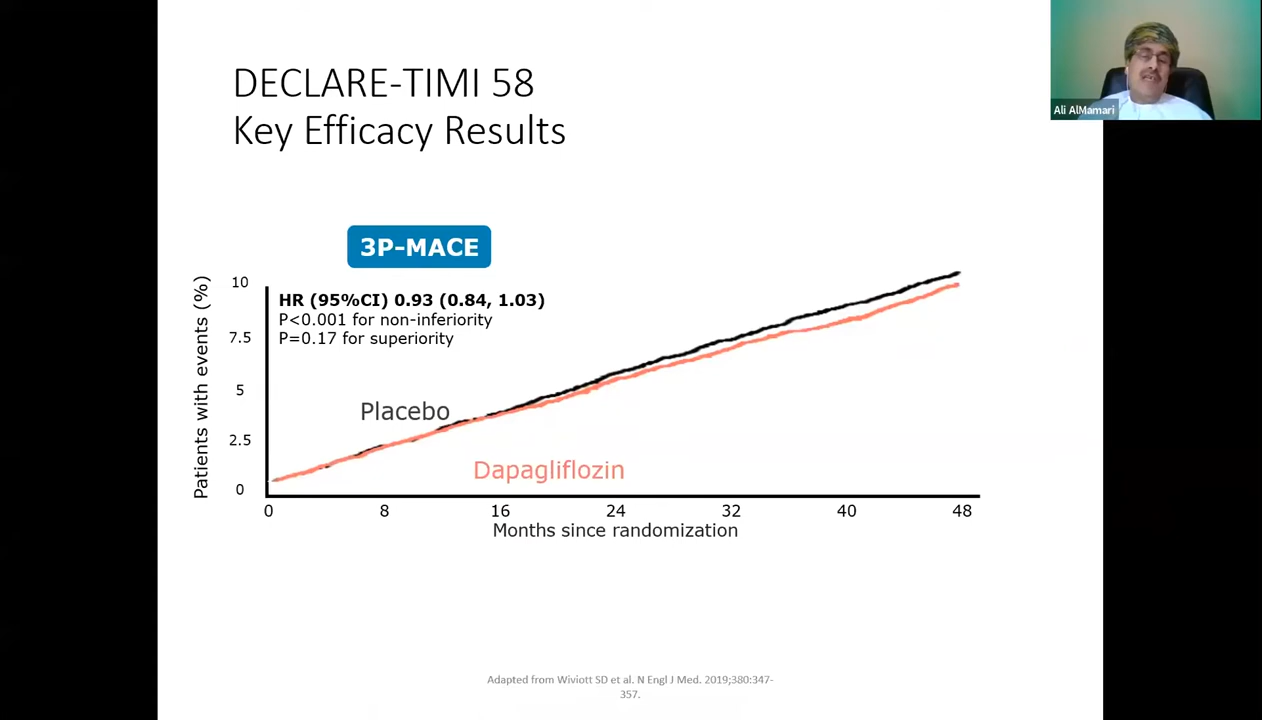 DECLARE-TIMI 58
Key Efficacy Results
Ali AlMamari
3P-MACE
Patients with events (%)
10
7.5
5
2.5
0
HR (95%CI) 0.93 (0.84, 1.03)
P<0.001 for non-inferiority
P=0.17 for superiority
Placebo
Dapagliflozin
0 8 16 24 32 40 48
Months since randomization
Adapted from Wiviott SD et al. N Engl J Med. 2019;380:347-
357.